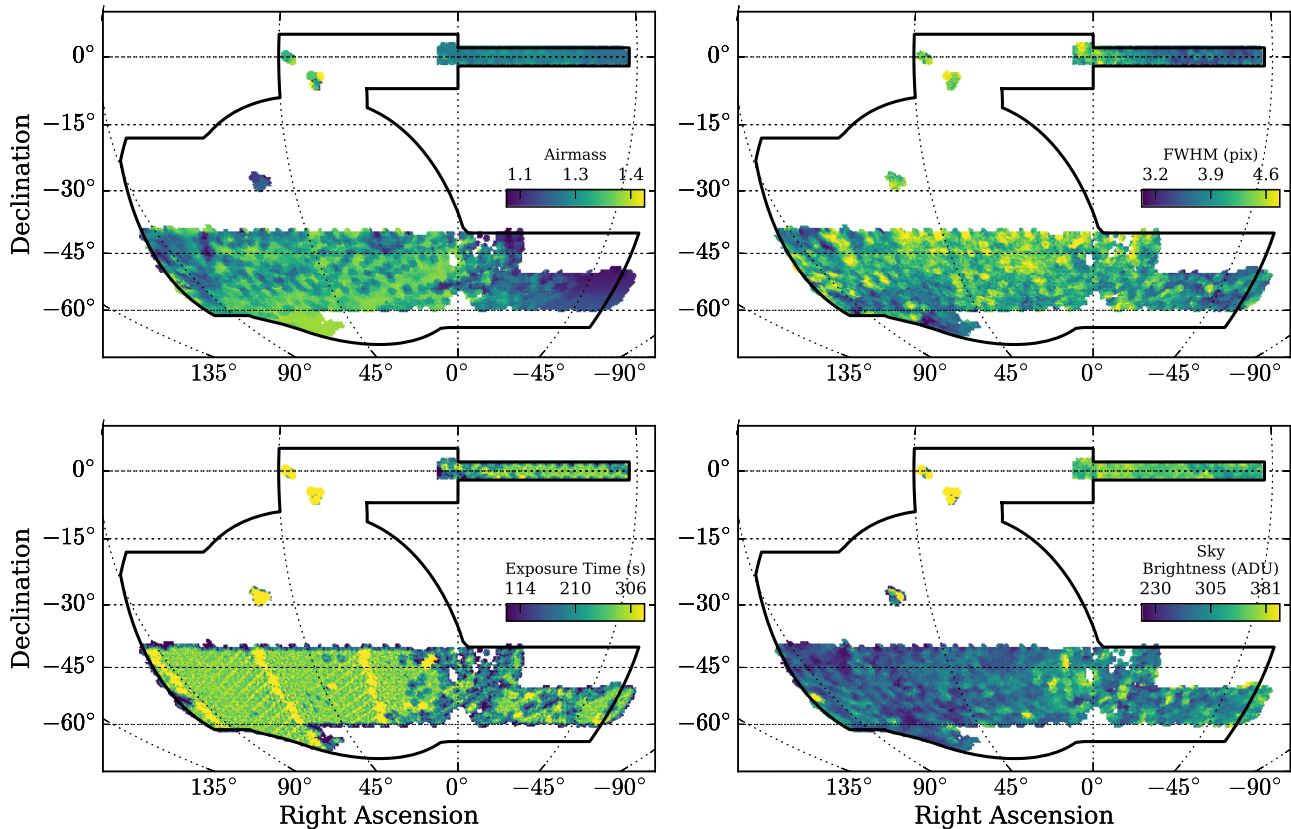 0°
−15°
−30°
−45°
−60°
Declination
Airmass
1.1 1.3 1.4
135° 90° 45° 0° −45° −90°
0°
−15°
−30°
−45°
−60°
FWHM (pix)
3.2 3.9 4.6
135° 90° 45° 0° −45° −90°
0°
−15°
−30°
−45°
−60°
Declination
Exposure Time (s)
114 210 306
135° 90° 45° 0° −45° −90°
Right Ascension
0°
−15°
−30°
−45°
−60°
Sky
Brightness (ADU)
230 305 381
135° 90° 45° 0° −45° −90°
Right Ascension